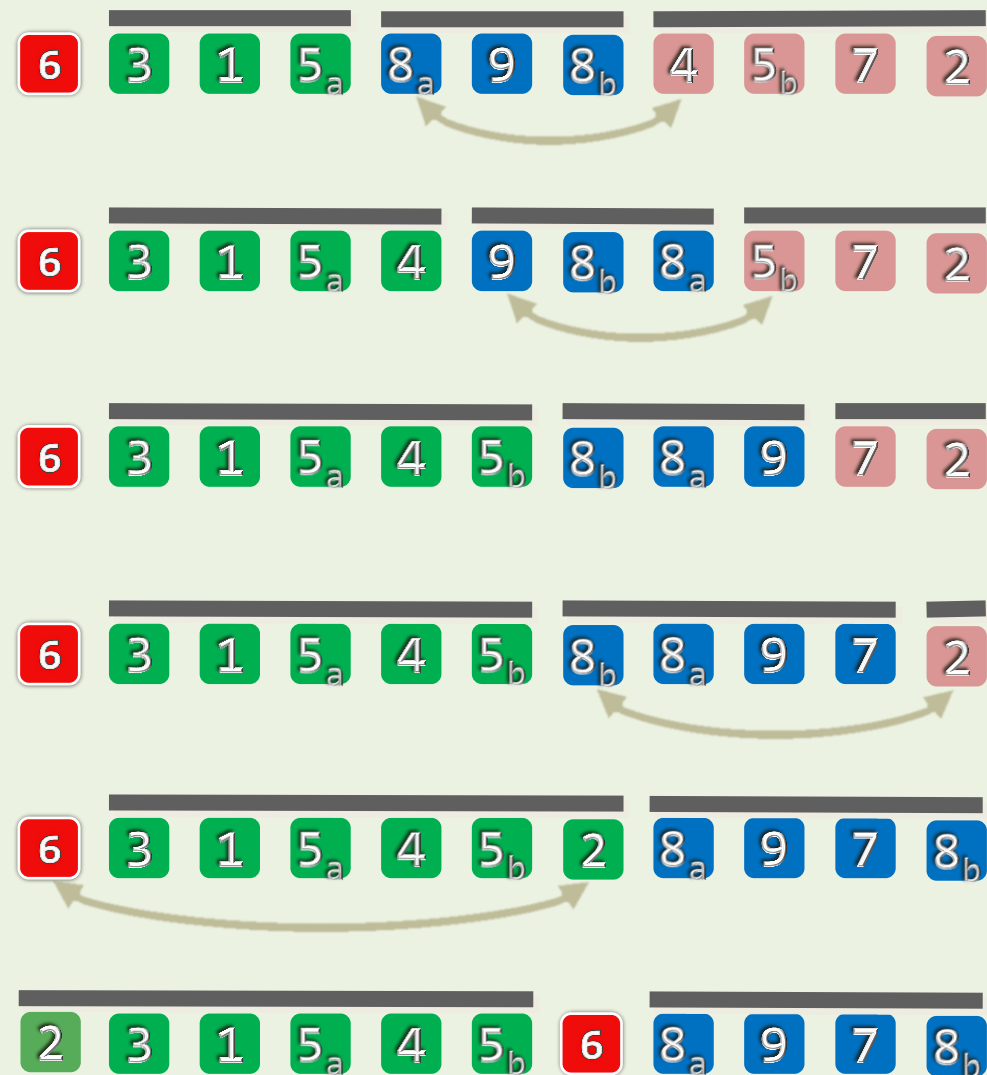 6 3 1 5a 8a 9 8b 4 5b 7 2
6 3 1 5a 4 9 8b 8a 5b 7 2
6 3 1 5a 4 5b 8b 8a 9 7 2
6 3 1 5a 4 5b 8b 8a 9 7 2
6 3 1 5a 4 5b 2 8a 9 7 8b
2 3 1 5a 4 5b 6 8a 9 7 8b